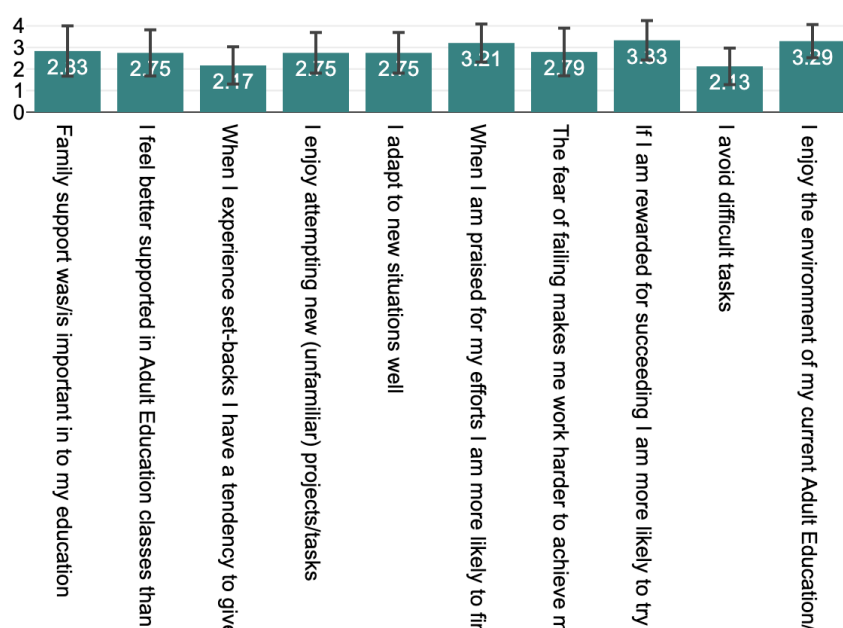 4
3
2
1
0
2.83
2.75
2.17
2.75
2.75
3.21
2.79
3.33
2.13
3.29
Family support was/is important in to my education
I feel better supported in Adult Education classes than
When I experience set-backs I have a tendency to give
I enjoy attempting new (unfamiliar) projects/tasks
I adapt to new situations well
When I am praised for my efforts I am more likely to
The fear of failing makes me work harder to achieve
If I am rewarded for succeeding I am more likely to try
I avoid difficult tasks
I enjoy the environment of my current Adult Education/